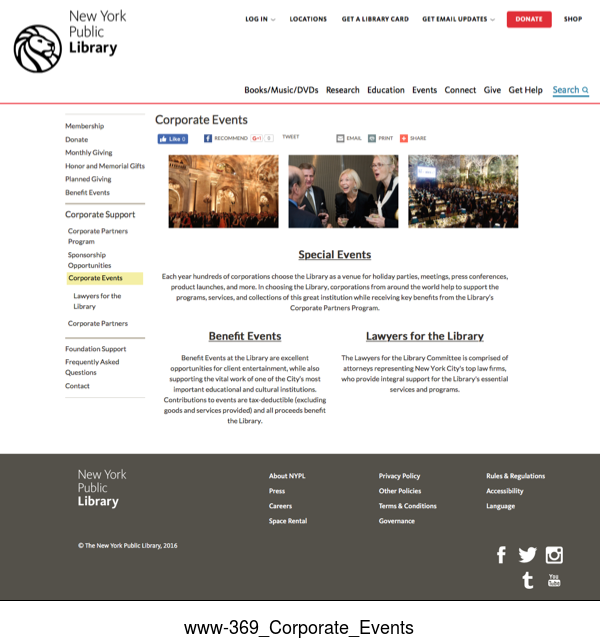 New York
Public
Library
LOG IN
LOCATIONS
GET A LIBRARY CARD
GET EMAIL UPDATES
DONATE
SHOP
Books/Music/DVDs Research Education Events Connect Give Get Help Search
Membership
Donate
Monthly Giving
Honor and Memorial Gifts
Planned Giving
Benefit Events
Corporate Support
Corporate Partners
Program
Sponsorship
Opportunities
Corporate Events
Lawyers for the
Library
Corporate Partners
Foundation Support
Frequently Asked
Questions
Contact
Corporate Events
Like 0
RECOMMEND
G+1 0
TWEET
EMAIL
PRINT
SHARE
Special Events
Each year hundreds of corporations choose the Library as a venue for holiday parties, meetings, press conferences,
product launches, and more. In choosing the Library, corporations from around the world help to support the
programs, services, and collections of this great institution while receiving key benefits from the Library's
Corporate Partners Program.
Benefit Events
Benefit Events at the Library are excellent
opportunities for client entertainment, while also
supporting the vital work of one of the City's most
important educational and cultural institutions.
Contributions to events are tax-deductible (excluding
goods and services provided) and all proceeds benefit
the Library.
Lawyers for the Library
The Lawyers for the Library Committee is comprised of
attorneys representing New York City's top law firms,
who provide integral support for the Library's essential
services and programs.
New York
Public
Library
© The New York Public Library, 2016
About NYPL
Press
Careers
Space Rental
Privacy Policy
Other Policies
Terms & Conditions
Governance
Rules & Regulations
Accessibility
Language
You
Tube
www-369_Corporate_Events